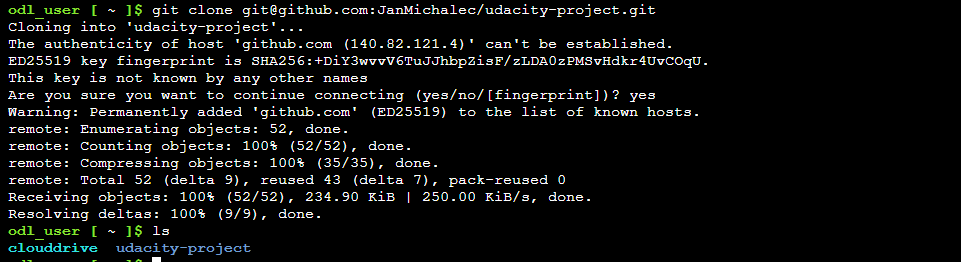 odl_user [ ~ ]$ git clone git@github.com:JanMichalec/udacity-project.git
Cloning into 'udacity-project'...
The authenticity of host 'github.com (140.82.121.4)' can't be established.
ED25519 key fingerprint is SHA256:+DiY3wvvV6TuJJhbpZisF/zLDA0zPMSvHdkr4UvCOqU.
This key is not known by any other names
Are you sure you want to continue connecting (yes/no/[fingerprint])? yes
Warning: Permanently added 'github.com' (ED25519) to the list of known hosts.
remote: Enumerating objects: 52, done.
remote: Counting objects: 100% (52/52), done.
remote: Compressing objects: 100% (35/35), done.
remote: Total 52 (delta 9), reused 43 (delta 7), pack-reused 0
Receiving objects: 100% (52/52), 234.90 KiB | 250.00 KiB/s, done.
Resolving deltas: 100% (9/9), done.
odl_user [ ~ ]$ ls
clouddrive  udacity-project
odl_user [ ~ ]$